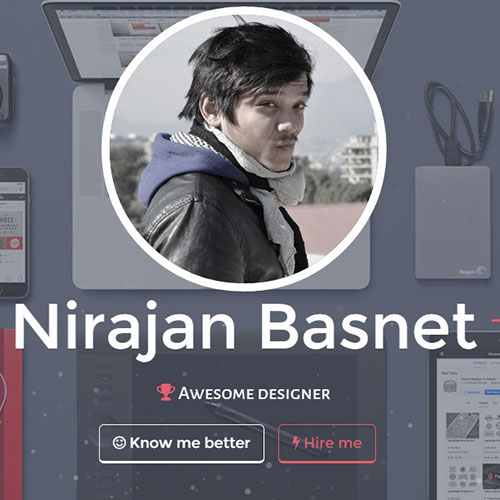 Nirajan Basnet
Awesome designer
Know me better
Hire me